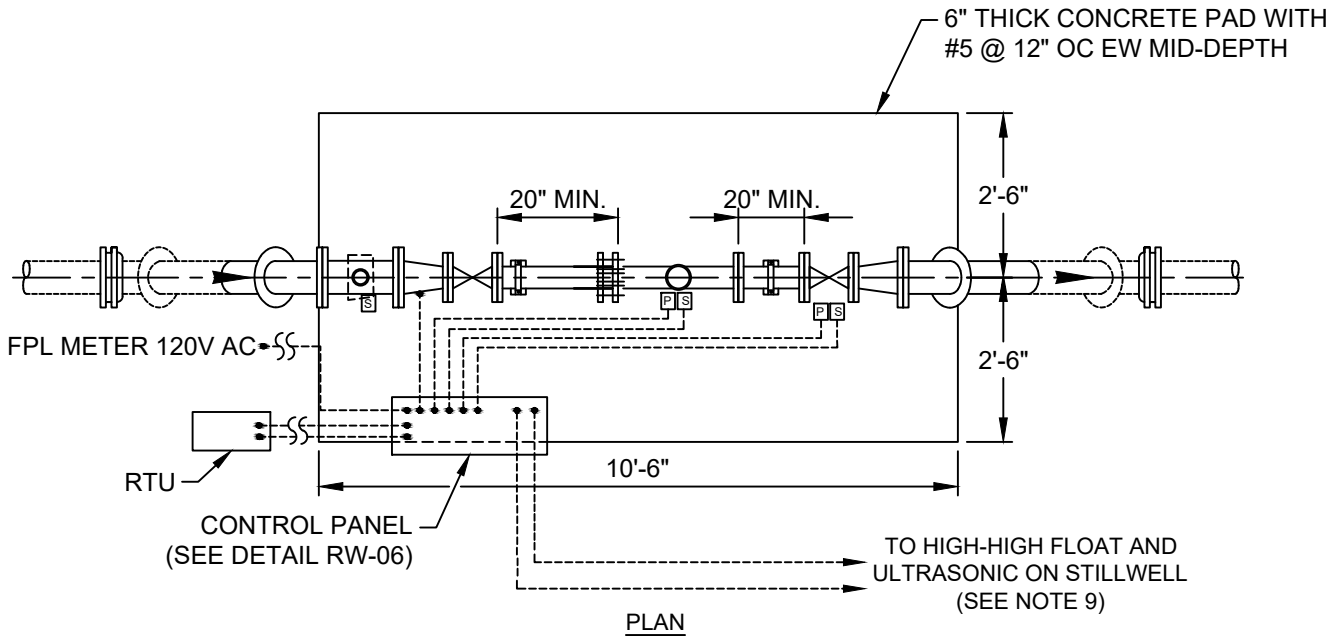 6" THICK CONCRETE PAD WITH
#5 @ 12" OC EW MID-DEPTH
2'-6"
20" MIN.
20" MIN.
S
P
S
P
S
FPL METER 120V AC
2'-6"
RTU
10'-6"
CONTROL PANEL
(SEE DETAIL RW-06)
TO HIGH-HIGH FLOAT AND
ULTRASONIC ON STILLWELL
(SEE NOTE 9)
PLAN